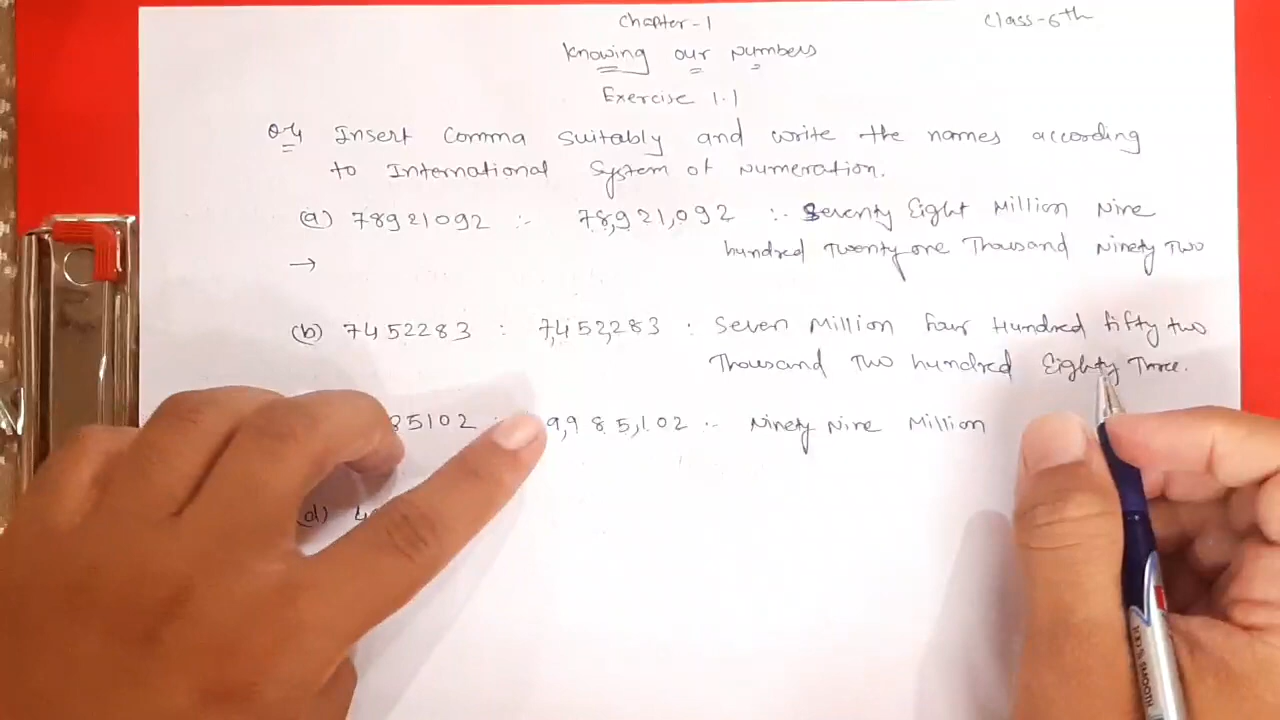 Chapter-1
Class-6th
Knowing our Numbers
Exercise 1.1
Q4 Insert Comma suitably and write the names according
to International System of Numeration.
(a) 78921092 :- 78,921,092 :- Seventy Eight Million Nine
hundred Twenty one Thousand Ninety Two
→
(b) 7452283 : 7,452,283 : Seven Million four Hundred fifty two
Thousand Two hundred Eighty Three.
85102 : 9,985,102 :- Ninety Nine Million
(d) 4
100% SMOOTH